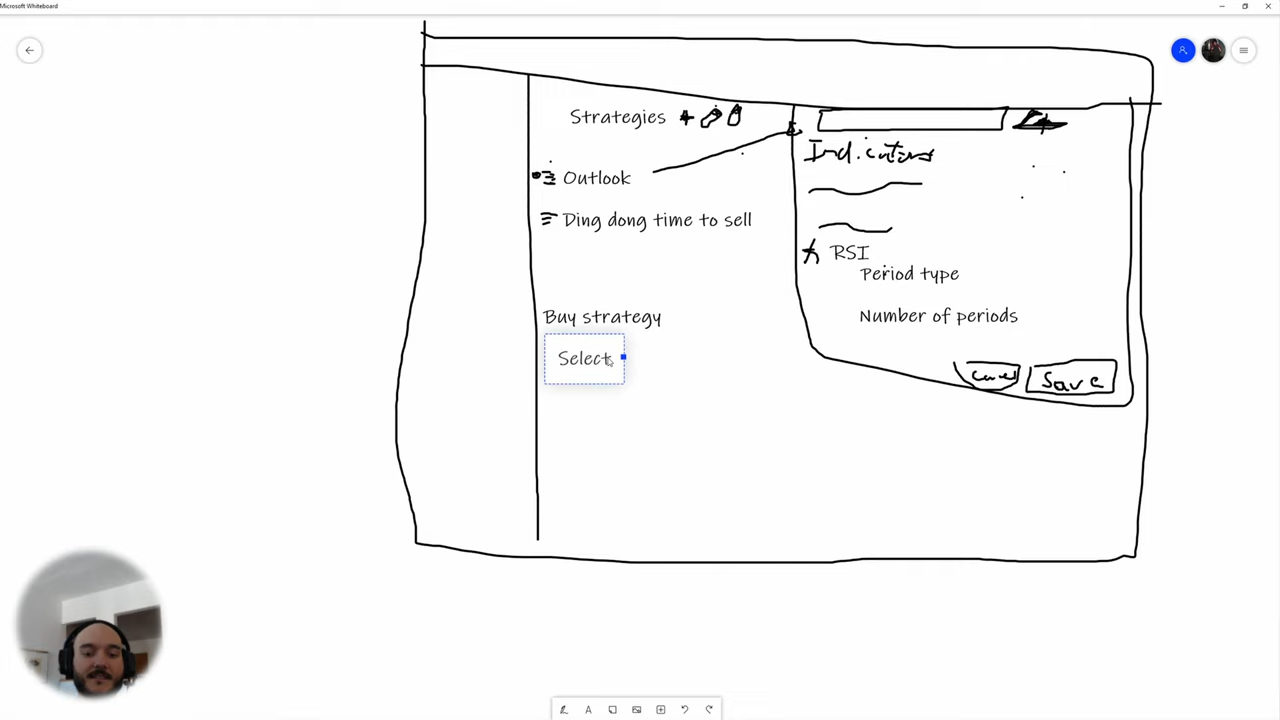 Microsoft Whiteboard
Strategies
Indicators
Outlook
Ding dong time to sell
RSI
Period type
Number of periods
Buy strategy
Select
Cancel
Save